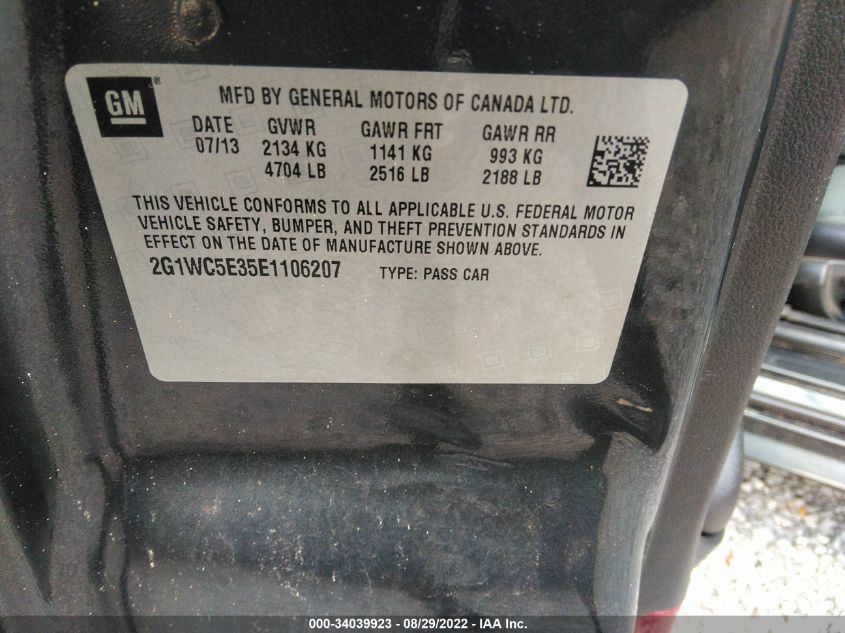 GM ®
MFD BY GENERAL MOTORS OF CANADA LTD.
DATE GVWR GAWR FRT GAWR RR
07/13 2134 KG 1141 KG 993 KG
4704 LB 2516 LB 2188 LB
THIS VEHICLE CONFORMS TO ALL APPLICABLE U.S. FEDERAL MOTOR
VEHICLE SAFETY, BUMPER, AND THEFT PREVENTION STANDARDS IN
EFFECT ON THE DATE OF MANUFACTURE SHOWN ABOVE.
2G1WC5E35E1106207 TYPE: PASS CAR
000-34039923 - 08/29/2022 - IAA Inc.